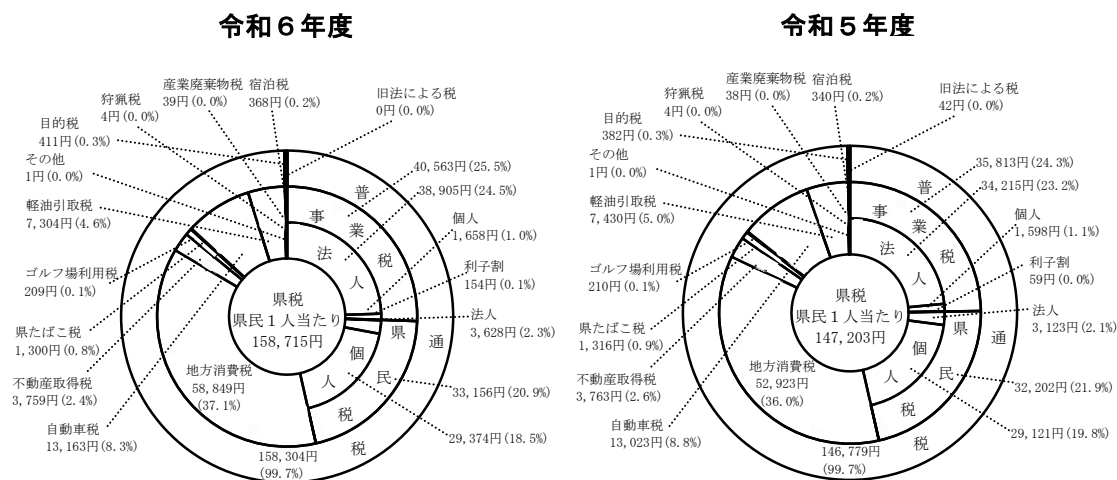 令和６年度
産業廃棄物税
39円(0.0%)
宿泊税
368円(0.2%)
旧法による税
0円(0.0%)
狩猟税
4円(0.0%)
目的税
411円(0.3%)
その他
1円(0.0%)
軽油引取税
7,304円(4.6%)
ゴルフ場利用税
209円(0.1%)
県たばこ税
1,300円(0.8%)
不動産取得税
3,759円(2.4%)
自動車税
13,163円(8.3%)
地方消費税
58,849円
(37.1%)
県税
県民１人当たり
158,715円
40,563円(25.5%)
38,905円(24.5%)
個人
1,658円(1.0%)
利子割
154円(0.1%)
法人
3,628円(2.3%)
33,156円(20.9%)
29,374円(18.5%)
158,304円
(99.7%)
普通税
事業税
法人
県民税
個人
令和５年度
産業廃棄物税
38円(0.0%)
宿泊税
340円(0.2%)
旧法による税
42円(0.0%)
狩猟税
4円(0.0%)
目的税
382円(0.3%)
その他
1円(0.0%)
軽油引取税
7,430円(5.0%)
ゴルフ場利用税
210円(0.1%)
県たばこ税
1,316円(0.9%)
不動産取得税
3,763円(2.6%)
自動車税
13,023円(8.8%)
地方消費税
52,923円
(36.0%)
県税
県民１人当たり
147,203円
35,813円(24.3%)
34,215円(23.2%)
個人
1,598円(1.1%)
利子割
59円(0.0%)
法人
3,123円(2.1%)
32,202円(21.9%)
29,121円(19.8%)
146,779円
(99.7%)
普通税
事業税
法人
県民税
個人